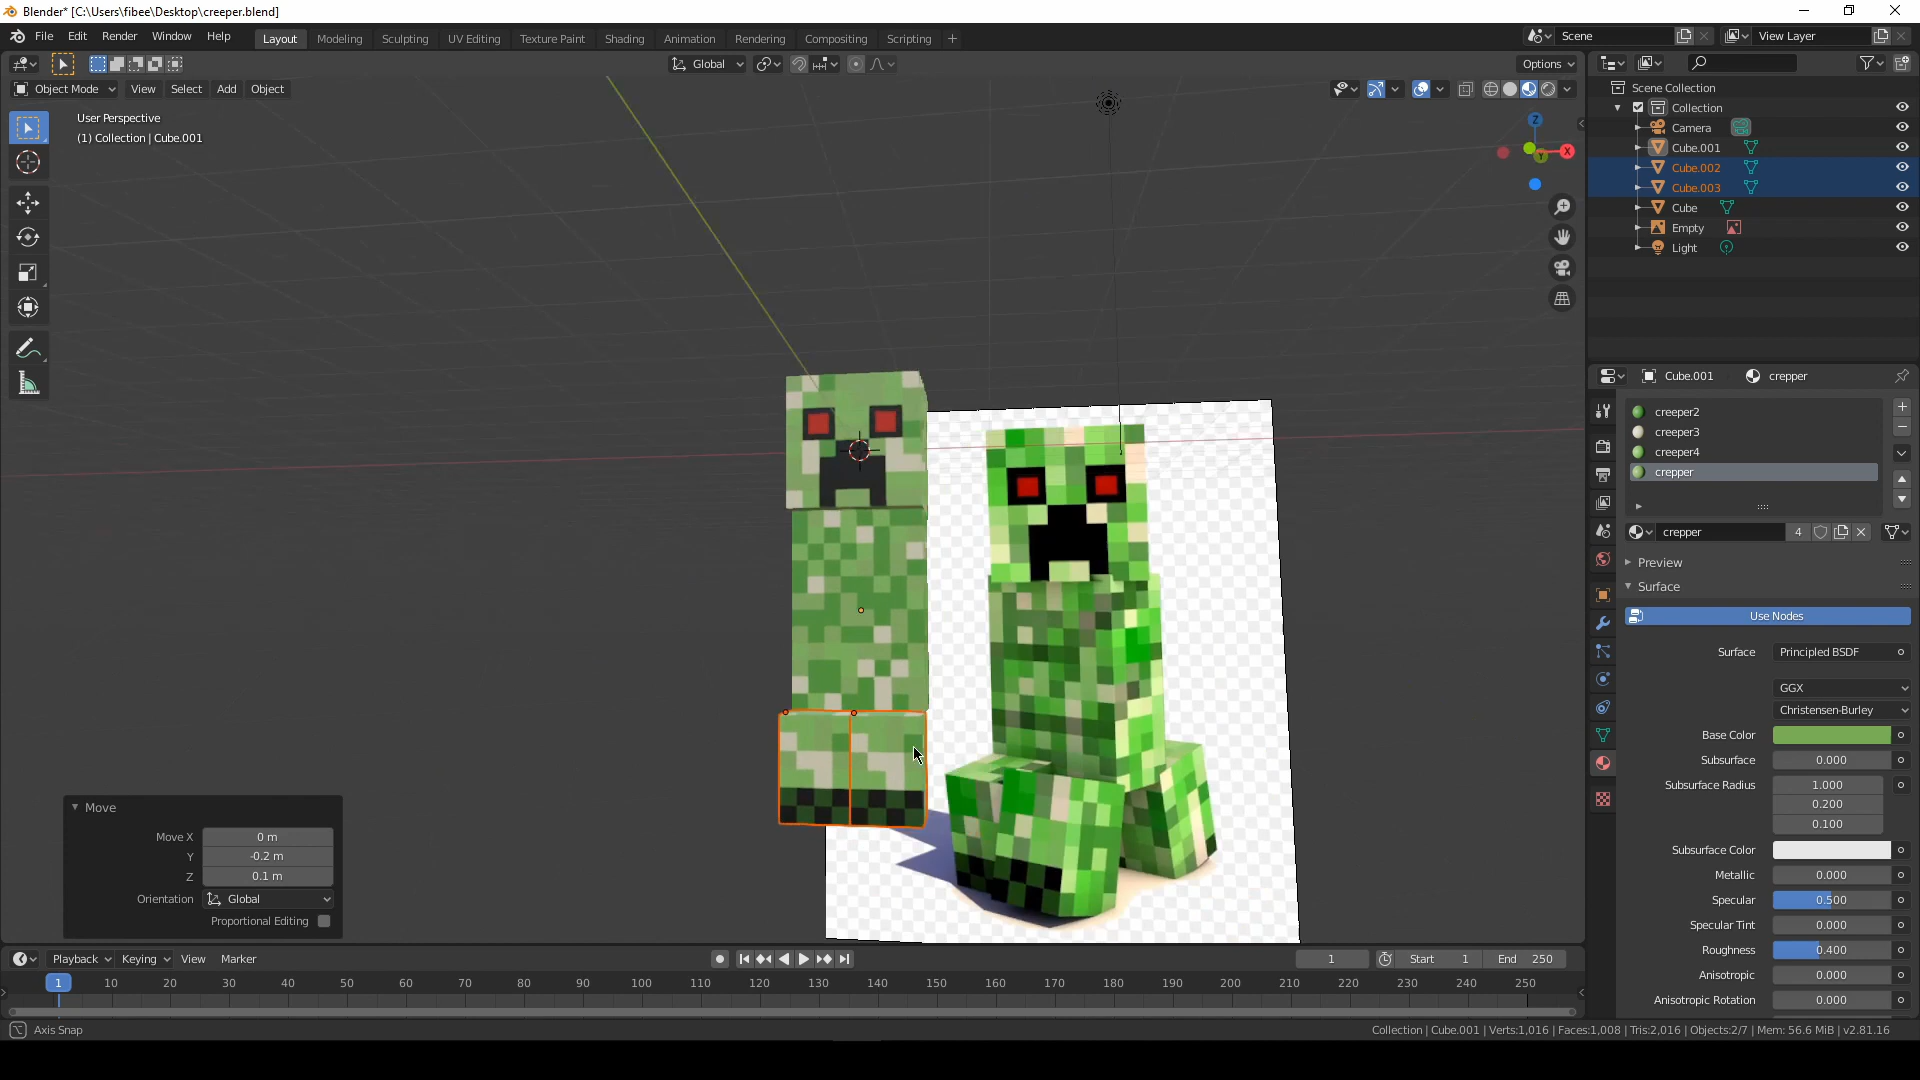 Blender* [C:\Users\fibee\Desktop\creeper.blend]
File Edit Render Window Help
Layout Modeling Sculpting UV Editing Texture Paint Shading Animation Rendering Compositing Scripting +
Scene
View Layer
Global
Options
Object Mode View Select Add Object
User Perspective
(1) Collection | Cube.001
Z
X
Y
Scene Collection
Collection
Camera
Cube.001
Cube.002
Cube.003
Cube
Empty
Light
Cube.001 crepper
creeper2
creeper3
creeper4
crepper
crepper 4
Preview
Surface
Use Nodes
Surface Principled BSDF
GGX
Christensen-Burley
Base Color
Subsurface 0.000
Subsurface Radius 1.000
0.200
0.100
Subsurface Color
Metallic 0.000
Specular 0.500
Specular Tint 0.000
Roughness 0.400
Anisotropic 0.000
Anisotropic Rotation 0.000
Move
Move X 0 m
Y -0.2 m
Z 0.1 m
Orientation Global
Proportional Editing
Playback Keying View Marker
1 Start 1 End 250
1 10 20 30 40 50 60 70 80 90 100 110 120 130 140 150 160 170 180 190 200 210 220 230 240 250
Axis Snap
Collection | Cube.001 | Verts:1,016 | Faces:1,008 | Tris:2,016 | Objects:2/7 | Mem: 56.6 MiB | v2.81.16